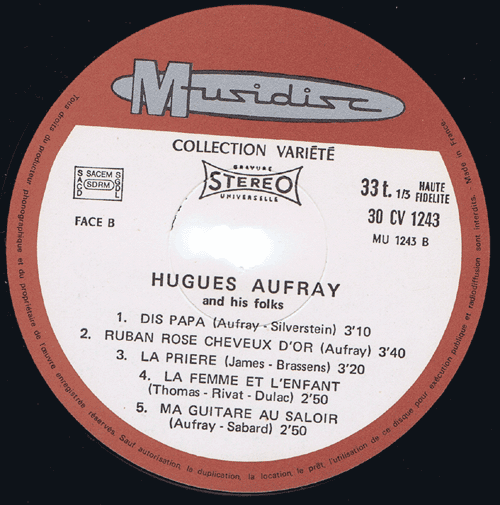 Musidisc
COLLECTION VARIÉTÉ
GRAVURE
STEREO
UNIVERSELLE
SACEM
SACD
SDRM
SGDL
33 t. 1/3 HAUTE FIDELITE
30 CV 1243
MU 1243 B
FACE B
HUGUES AUFRAY
and his folks
1. DIS PAPA (Aufray - Silverstein) 3'10
2. RUBAN ROSE CHEVEUX D'OR (Aufray) 3'40
3. LA PRIERE (James - Brassens) 3'20
4. LA FEMME ET L'ENFANT
(Thomas - Rivat - Dulac) 2'50
5. MA GUITARE AU SALOIR
(Aufray - Sabard) 2'50
Tous droits du producteur phonographique et du propriétaire de l'œuvre enregistrée réservés. Sauf autorisation, la duplication, la location, le prêt, l'utilisation de ce disque pour exécution publique et radiodiffusion sont interdits. Made in France.